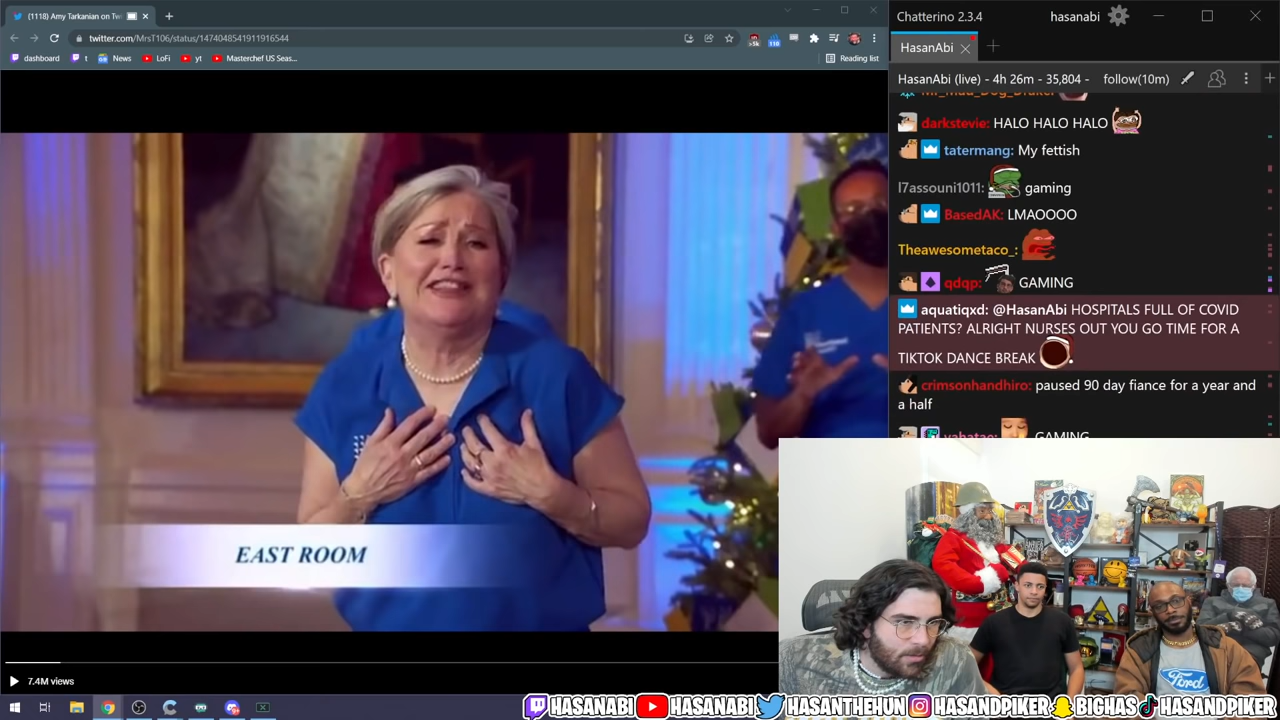 (1118) Amy Tarkanian on Tw
twitter.com/MrsT106/status/1474048541911916544
dashboard
t
News
LoFi
yt
Masterchef US Seas...
Reading list
EAST ROOM
7.4M views
Chatterino 2.3.4
hasanabi
HasanAbi
HasanAbi (live) - 4h 26m - 35,804 -
follow(10m)
darkstevie: HALO HALO HALO
tatermang: My fettish
l7assouni1011: gaming
BasedAK: LMAOOOO
Theawesometaco_:
qdqp: GAMING
aquatiqxd: @HasanAbi HOSPITALS FULL OF COVID
PATIENTS? ALRIGHT NURSES OUT YOU GO TIME FOR A
TIKTOK DANCE BREAK
crimsonhandhiro: paused 90 day fiance for a year and
a half
GAMING
Ford
HASANABI HASANABI HASANTHEHUN HASANDPIKER BIGHAS HASANDPIKER